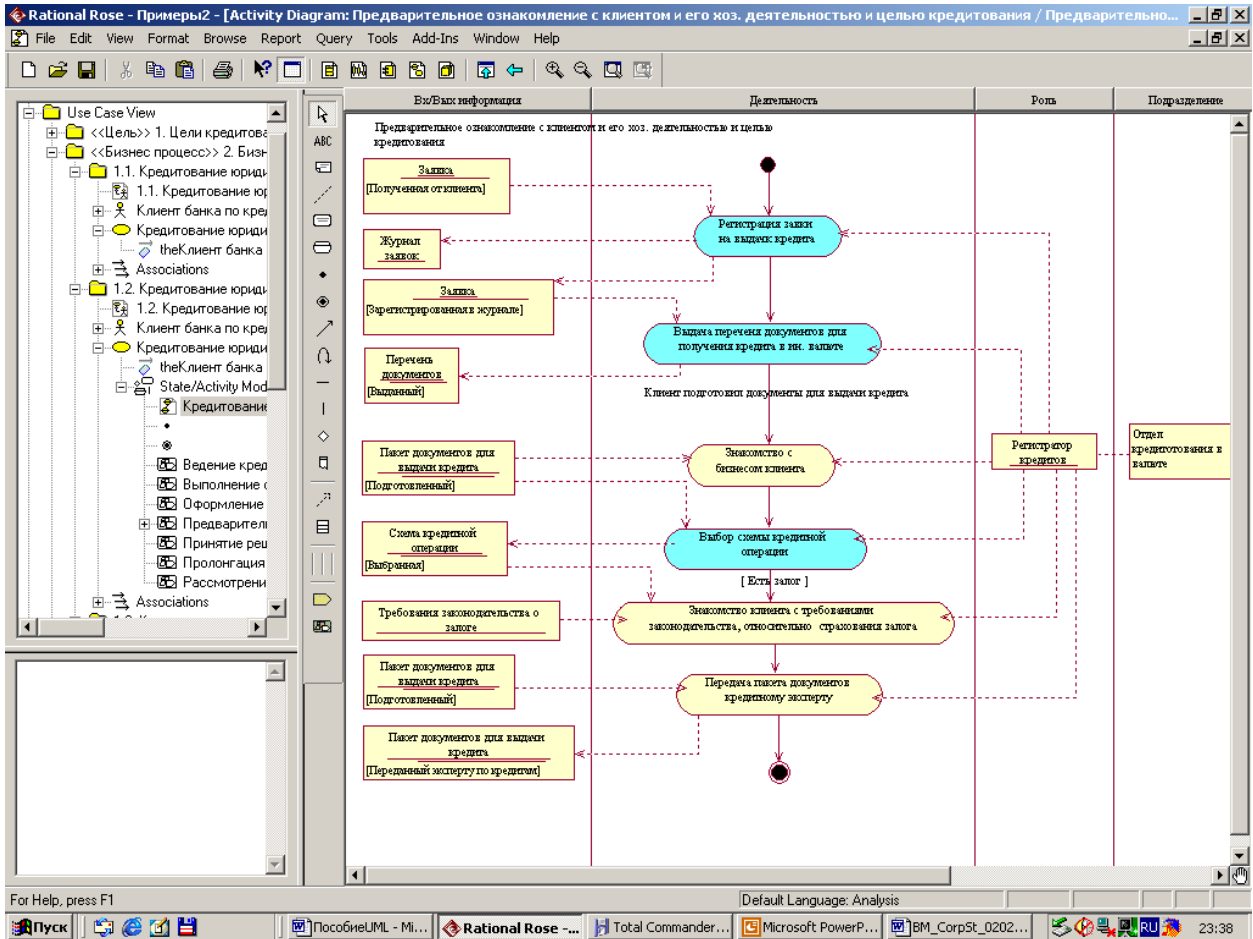 Rational Rose - Примеры2 - [Activity Diagram: Предварительное ознакомление с клиентом и его хоз. деятельностью и целью кредитования / Предварительно...
File Edit View Format Browse Report Query Tools Add-Ins Window Help
Use Case View
<<Цель>> 1. Цели кредитова
<<Бизнес процесс>> 2. Бизн
1.1. Кредитование юриди
1.1. Кредитование юр
Клиент банка по кре
Кредитование юриди
theКлиент банка
Associations
1.2. Кредитование юриди
1.2. Кредитование юр
Клиент банка по кре
Кредитование юриди
theКлиент банка
State/Activity Mod
Кредитование
Ведение кред
Выполнение о
Оформление
Предварител
Принятие реш
Пролонгация
Рассмотрени
Associations
ABC
Вх/Вых информация
Деятельность
Роль
Подразделение
Предварительное ознакомление с клиентом и его хоз. деятельностью и целью
кредитования
Заявка
[Полученная от клиента]
Регистрация завки
на выдачк кредита
Журнал
заявок
Заявка
[Зарегистрированная в журнале]
Выдача перечня документов для
получения кредита в ин. валюте
Перечень
документов
[Выданный]
Клиент подготовил документы для выдачи кредита
Пакет документов для
выдачи кредита
[Подготовленный]
Знакомство с
бизнесом клиента
Регистратор
кредитов
Отдел
кредитотования в
валюте
Схема кредитной
операции
[Выбранная]
Выбор схемы кредитной
операции
[ Есть залог ]
Требования законодательства о
залоге
Знакомство клиента с требованиями
законодательства, относительно страхования залога
Пакет документов для
выдачи кредита
[Подготовленный]
Передача пакета документов
кредитному эксперту
Пакет документов для выдачи
кредита
[Переданный эксперту по кредитам]
For Help, press F1
Default Language: Analysis
Пуск
ПособиеUML - Mi...
Rational Rose -...
Total Commander...
Microsoft PowerP...
BM_CorpSt_0202...
RU
23:38